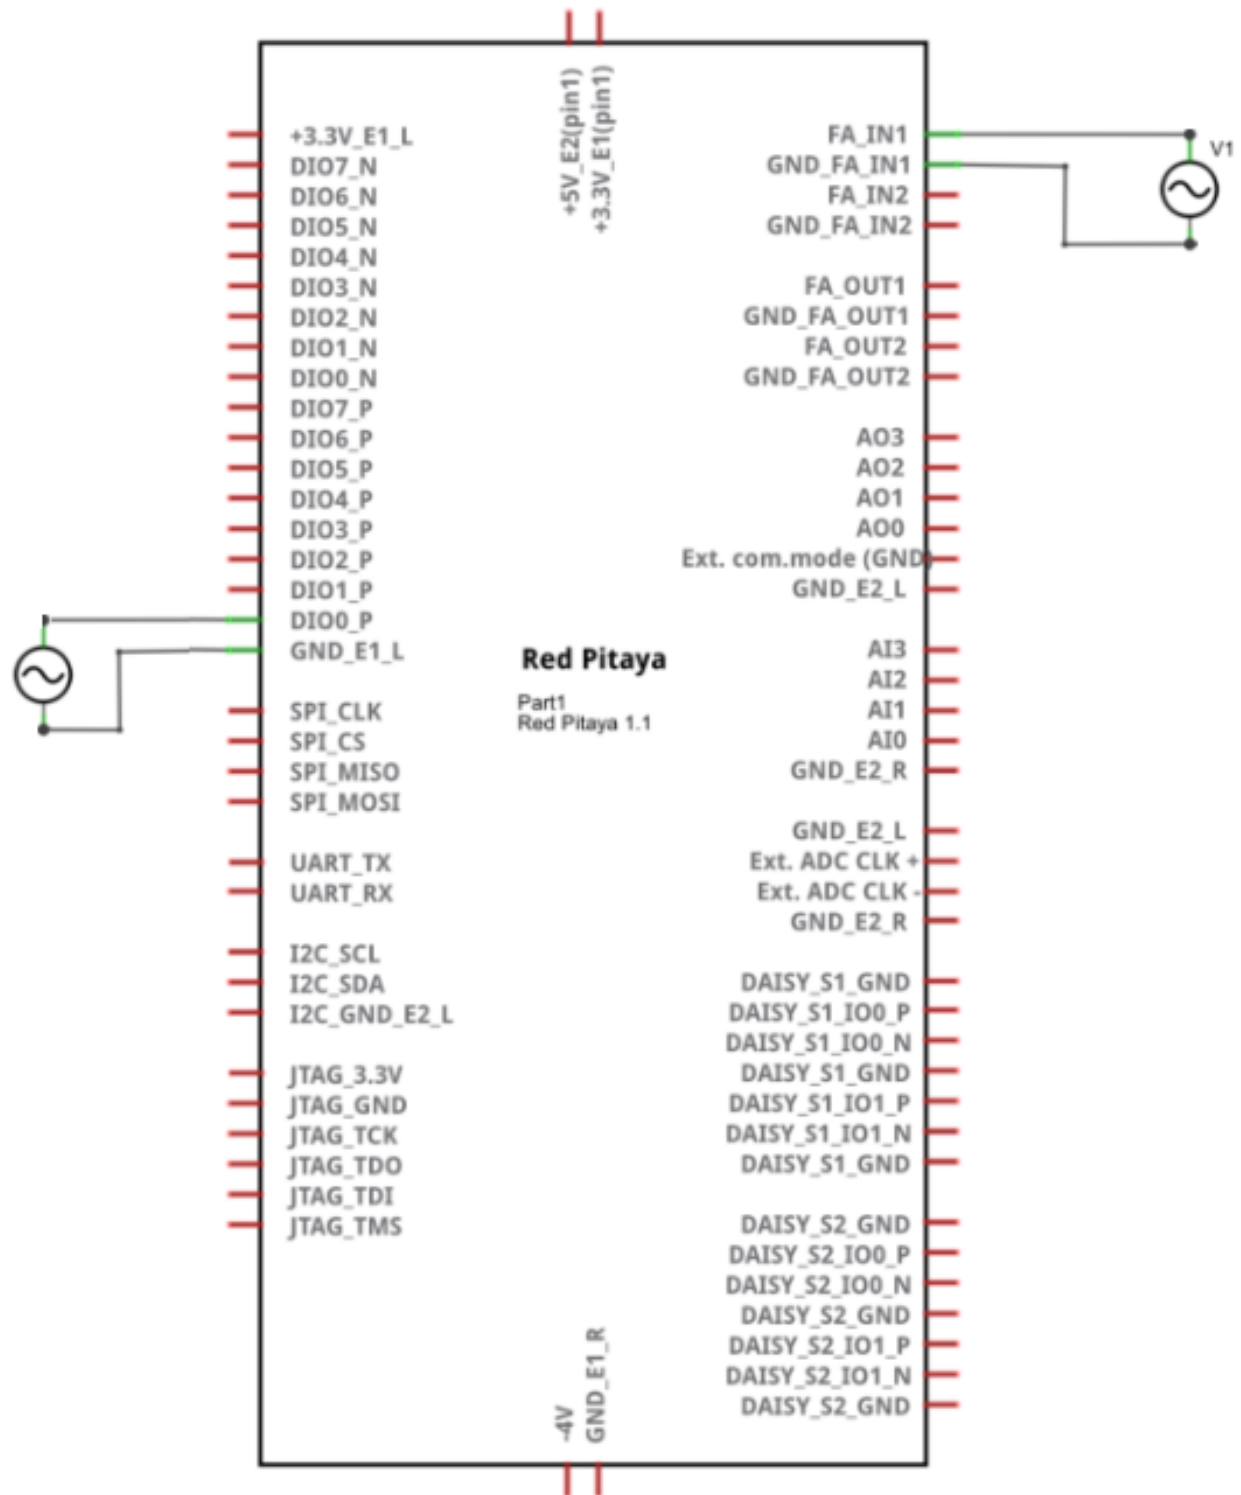 +5V_E2(pin1)
+3.3V_E1(pin1)
+3.3V_E1_L
DIO7_N
DIO6_N
DIO5_N
DIO4_N
DIO3_N
DIO2_N
DIO1_N
DIO0_N
DIO7_P
DIO6_P
DIO5_P
DIO4_P
DIO3_P
DIO2_P
DIO1_P
DIO0_P
GND_E1_L
SPI_CLK
SPI_CS
SPI_MISO
SPI_MOSI
UART_TX
UART_RX
I2C_SCL
I2C_SDA
I2C_GND_E2_L
JTAG_3.3V
JTAG_GND
JTAG_TCK
JTAG_TDO
JTAG_TDI
JTAG_TMS
Red Pitaya
Part1
Red Pitaya 1.1
FA_IN1
GND_FA_IN1
FA_IN2
GND_FA_IN2
FA_OUT1
GND_FA_OUT1
FA_OUT2
GND_FA_OUT2
AO3
AO2
AO1
AO0
Ext. com.mode (GND)
GND_E2_L
AI3
AI2
AI1
AI0
GND_E2_R
GND_E2_L
Ext. ADC CLK +
Ext. ADC CLK -
GND_E2_R
DAISY_S1_GND
DAISY_S1_IO0_P
DAISY_S1_IO0_N
DAISY_S1_GND
DAISY_S1_IO1_P
DAISY_S1_IO1_N
DAISY_S1_GND
DAISY_S2_GND
DAISY_S2_IO0_P
DAISY_S2_IO0_N
DAISY_S2_GND
DAISY_S2_IO1_P
DAISY_S2_IO1_N
DAISY_S2_GND
V1
-4V
GND_E1_R